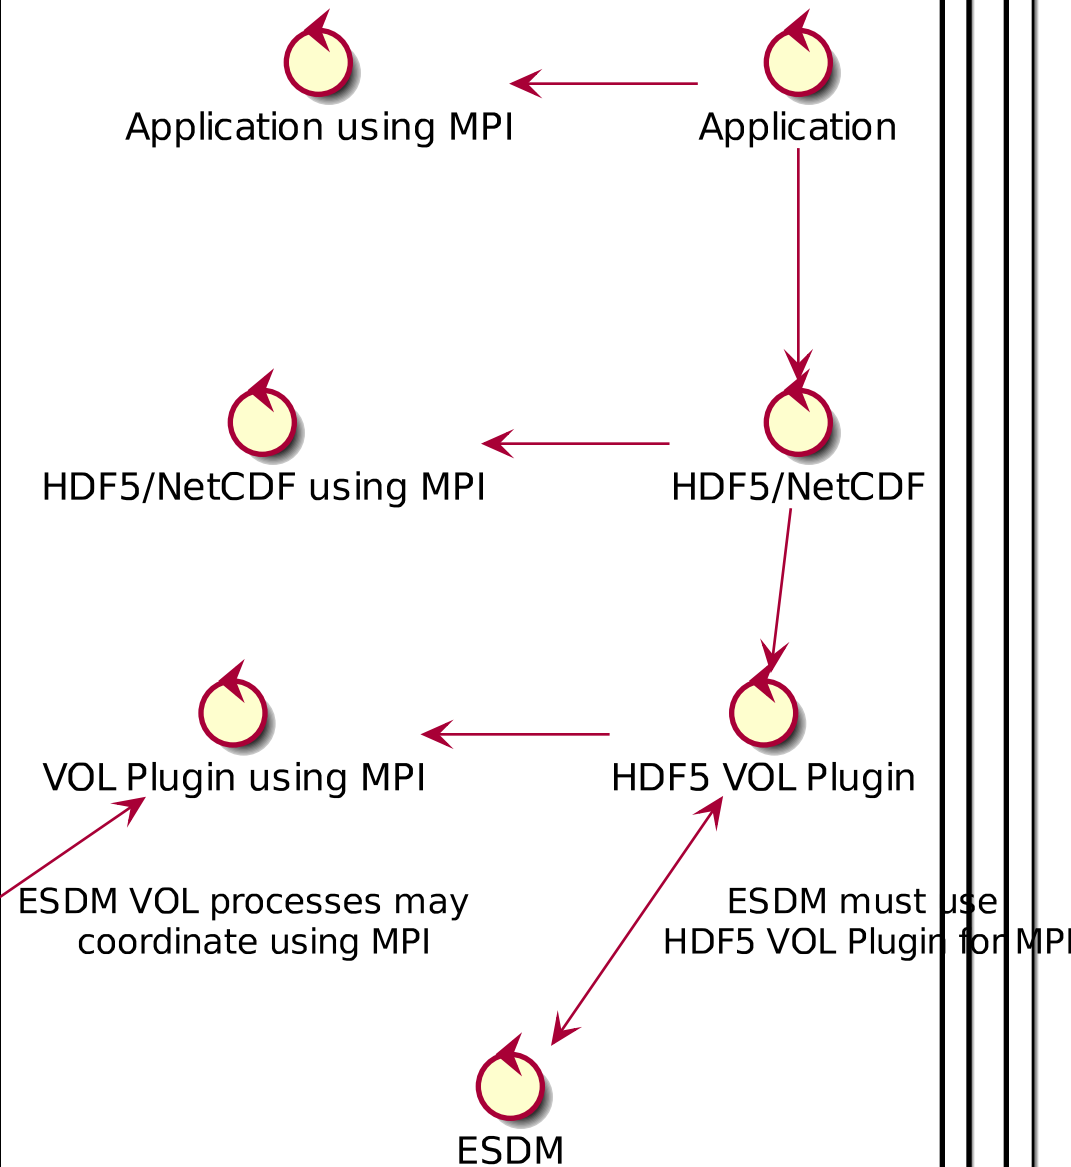 Application using MPI
Application
HDF5/NetCDF using MPI
HDF5/NetCDF
VOL Plugin using MPI
HDF5 VOL Plugin
ESDM VOL processes may
coordinate using MPI
ESDM must use
HDF5 VOL Plugin for MPI
ESDM